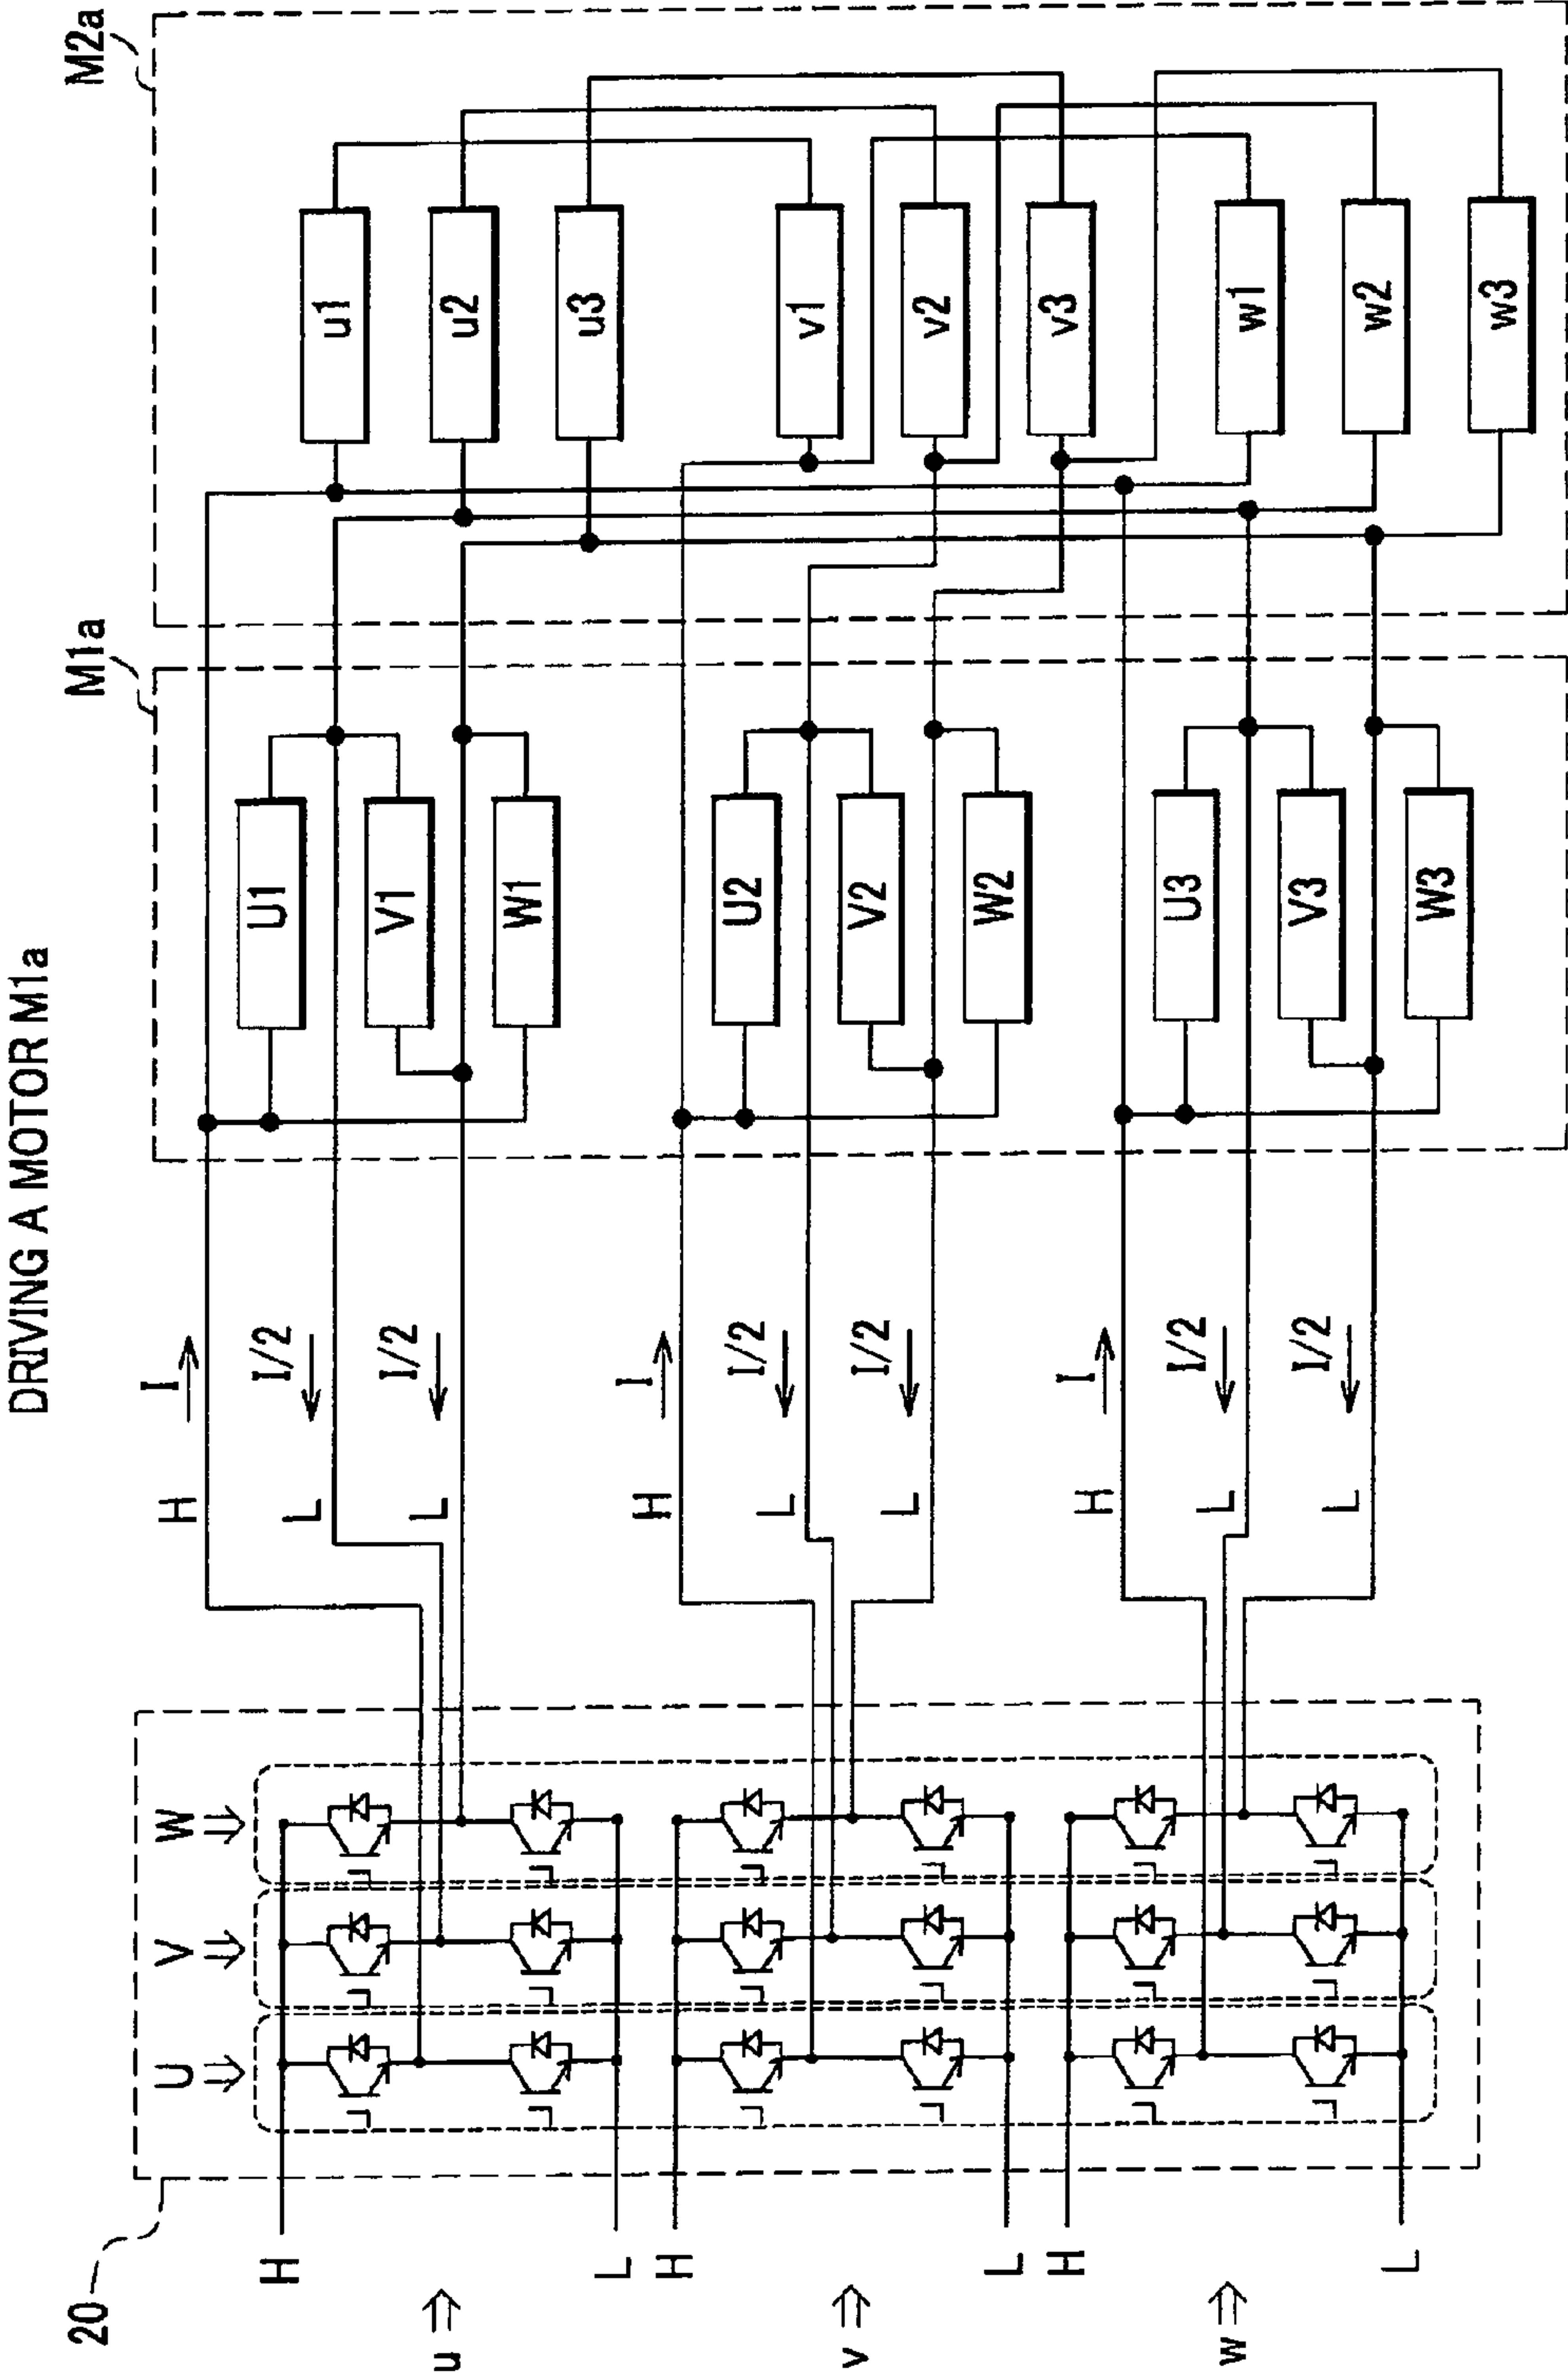 DRIVING A MOTOR M1a
20
U
V
W
M1a
M2a
u
H
L
v
H
L
w
H
L
H
I
L
I/2
L
I/2
H
I
L
I/2
L
I/2
H
I
L
I/2
L
I/2
U1
V1
W1
U2
V2
W2
U3
V3
W3
u1
u2
u3
v1
v2
v3
w1
w2
w3